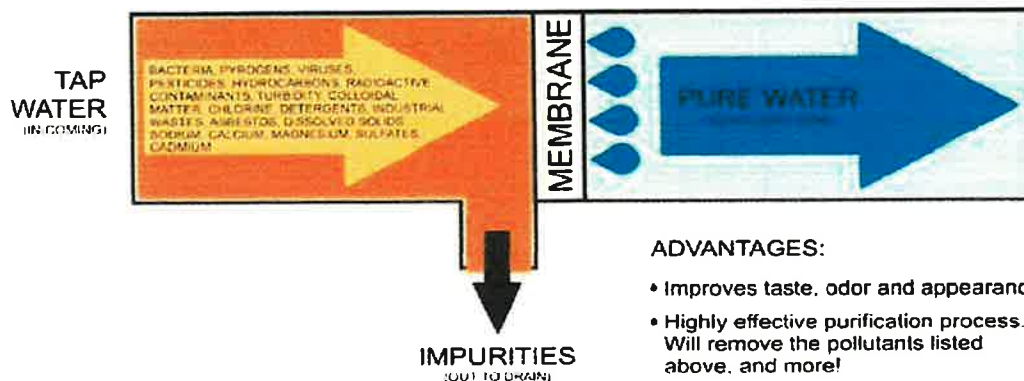 TAP
WATER
(IN COMING)
BACTERIA, PYROGENS, VIRUSES,
PESTICIDES, HYDROCARBONS, RADIOACTIVE
CONTAMINANTS, TURBIDITY, COLLOIDAL
MATTER, CHLORINE, DETERGENTS, INDUSTRIAL
WASTES, ASBESTOS, DISSOLVED SOLIDS,
SODIUM, CALCIUM, MAGNESIUM, SULFATES,
CADMIUM
MEMBRANE
PURE WATER
IMPURITIES
(OUT TO DRAIN)
ADVANTAGES:
• Improves taste, odor and appearanc
• Highly effective purification process.
Will remove the pollutants listed
above, and more!